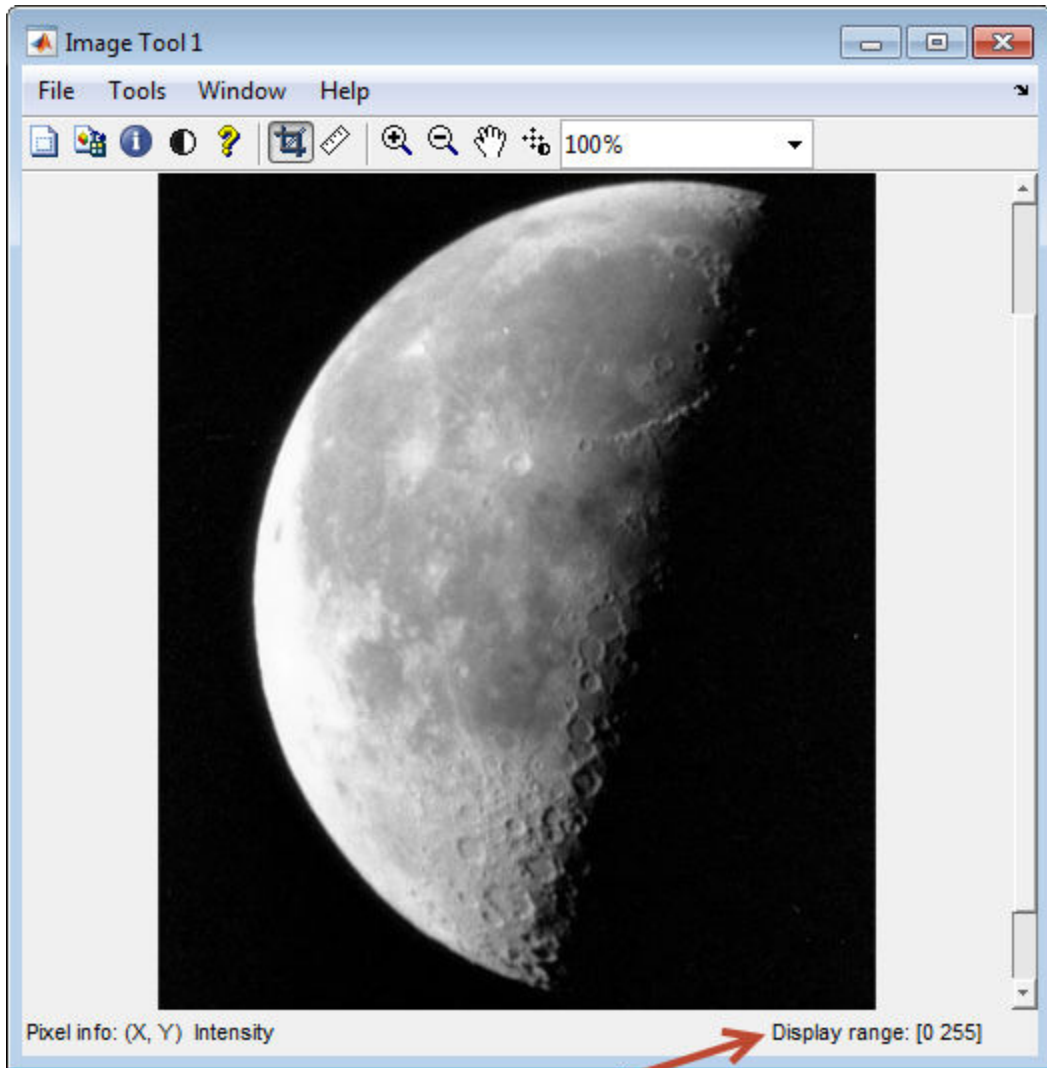 Image Tool 1
File Tools Window Help
100%
Pixel info: (X, Y) Intensity
Display range: [0 255]